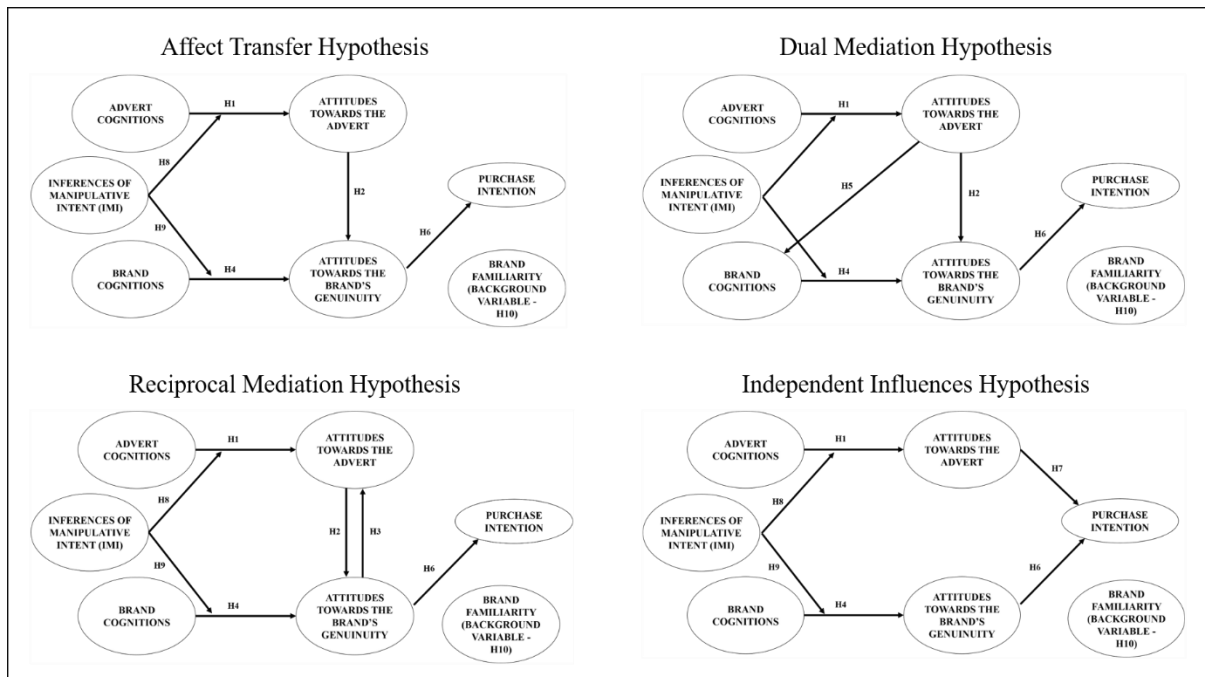 Affect Transfer Hypothesis
ADVERT
COGNITIONS
H1
ATTITUDES
TOWARDS THE
ADVERT
H8
INFERENCES OF
MANIPULATIVE
INTENT (IMI)
H2
PURCHASE
INTENTION
H9
H6
BRAND
COGNITIONS
H4
ATTITUDES
TOWARDS THE
BRAND'S
GENUINUITY
BRAND
FAMILIARITY
(BACKGROUND
VARIABLE -
H10)
Dual Mediation Hypothesis
ADVERT
COGNITIONS
H1
ATTITUDES
TOWARDS THE
ADVERT
INFERENCES OF
MANIPULATIVE
INTENT (IMI)
H5
H2
PURCHASE
INTENTION
H6
BRAND
COGNITIONS
H4
ATTITUDES
TOWARDS THE
BRAND'S
GENUINUITY
BRAND
FAMILIARITY
(BACKGROUND
VARIABLE -
H10)
Reciprocal Mediation Hypothesis
ADVERT
COGNITIONS
H1
ATTITUDES
TOWARDS THE
ADVERT
H8
INFERENCES OF
MANIPULATIVE
INTENT (IMI)
H2
H3
PURCHASE
INTENTION
H9
H6
BRAND
COGNITIONS
H4
ATTITUDES
TOWARDS THE
BRAND'S
GENUINUITY
BRAND
FAMILIARITY
(BACKGROUND
VARIABLE -
H10)
Independent Influences Hypothesis
ADVERT
COGNITIONS
H1
ATTITUDES
TOWARDS THE
ADVERT
H7
H8
INFERENCES OF
MANIPULATIVE
INTENT (IMI)
PURCHASE
INTENTION
H9
H6
BRAND
COGNITIONS
H4
ATTITUDES
TOWARDS THE
BRAND'S
GENUINUITY
BRAND
FAMILIARITY
(BACKGROUND
VARIABLE -
H10)